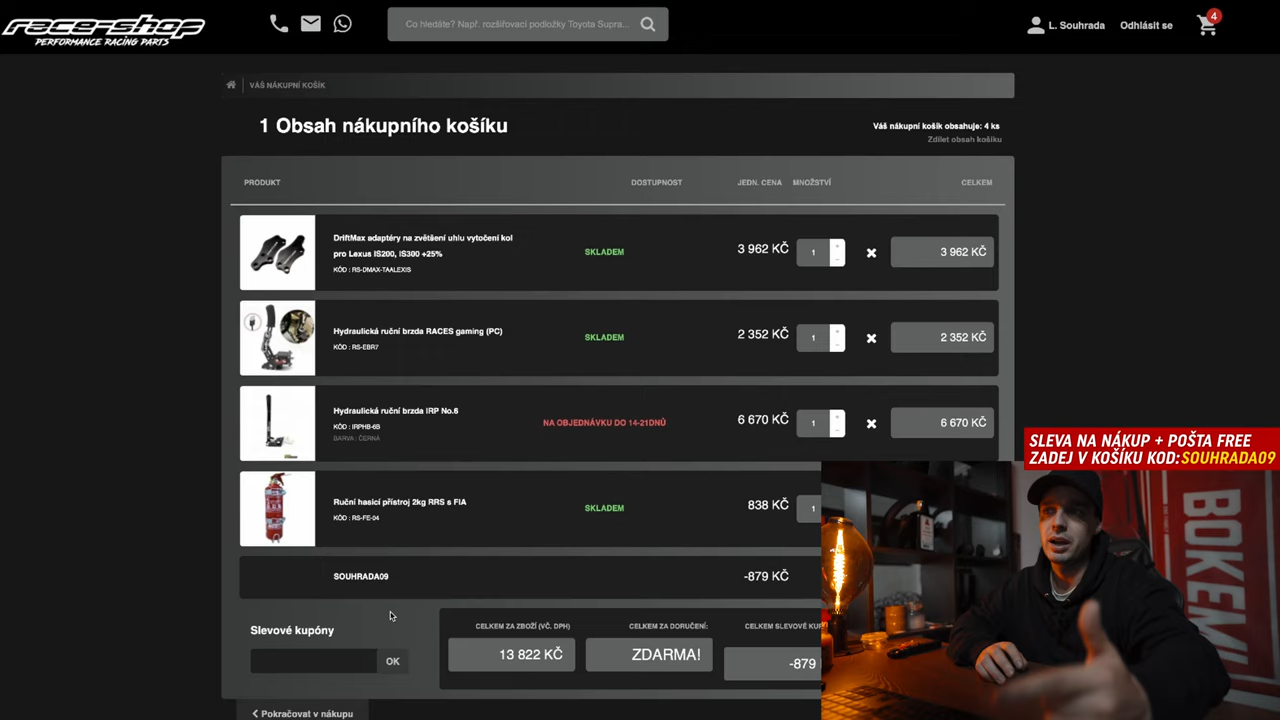 race-shop
PERFORMANCE RACING PARTS
Co hledáte? Např. rozšiřovací podložky Toyota Supra...
L. Souhrada
Odhlásit se
4
VÁŠ NÁKUPNÍ KOŠÍK
1 Obsah nákupního košíku
Váš nákupní košík obsahuje: 4 ks
Zdílet obsah košíku
PRODUKT
DOSTUPNOST
JEDN. CENA
MNOŽSTVÍ
CELKEM
DriftMax adaptéry na zvětšení uhlu vytočení kol
pro Lexus IS200, IS300 +25%
KÓD : RS-DMAX-TAALEXIS
SKLADEM
3 962 KČ
1
3 962 KČ
Hydraulická ruční brzda RACES gaming (PC)
KÓD : RS-EBR7
SKLADEM
2 352 KČ
1
2 352 KČ
Hydraulická ruční brzda IRP No.6
KÓD : IRPHB-6B
BARVA : ČERNÁ
NA OBJEDNÁVKU DO 14-21DNŮ
6 670 KČ
1
6 670 KČ
Ruční hasicí přístroj 2kg RRS s FIA
KÓD : RS-FE-04
SKLADEM
838 KČ
1
SOUHRADA09
-879 KČ
Slevové kupóny
OK
CELKEM ZA ZBOŽÍ (VČ. DPH)
13 822 KČ
CELKEM ZA DORUČENÍ:
ZDARMA!
CELKEM SLEVOVÉ KU
-879
Pokračovat v nákupu
SLEVA NA NÁKUP + POŠTA FREE
ZADEJ V KOŠÍKU KOD:SOUHRADA09
BOKEMI